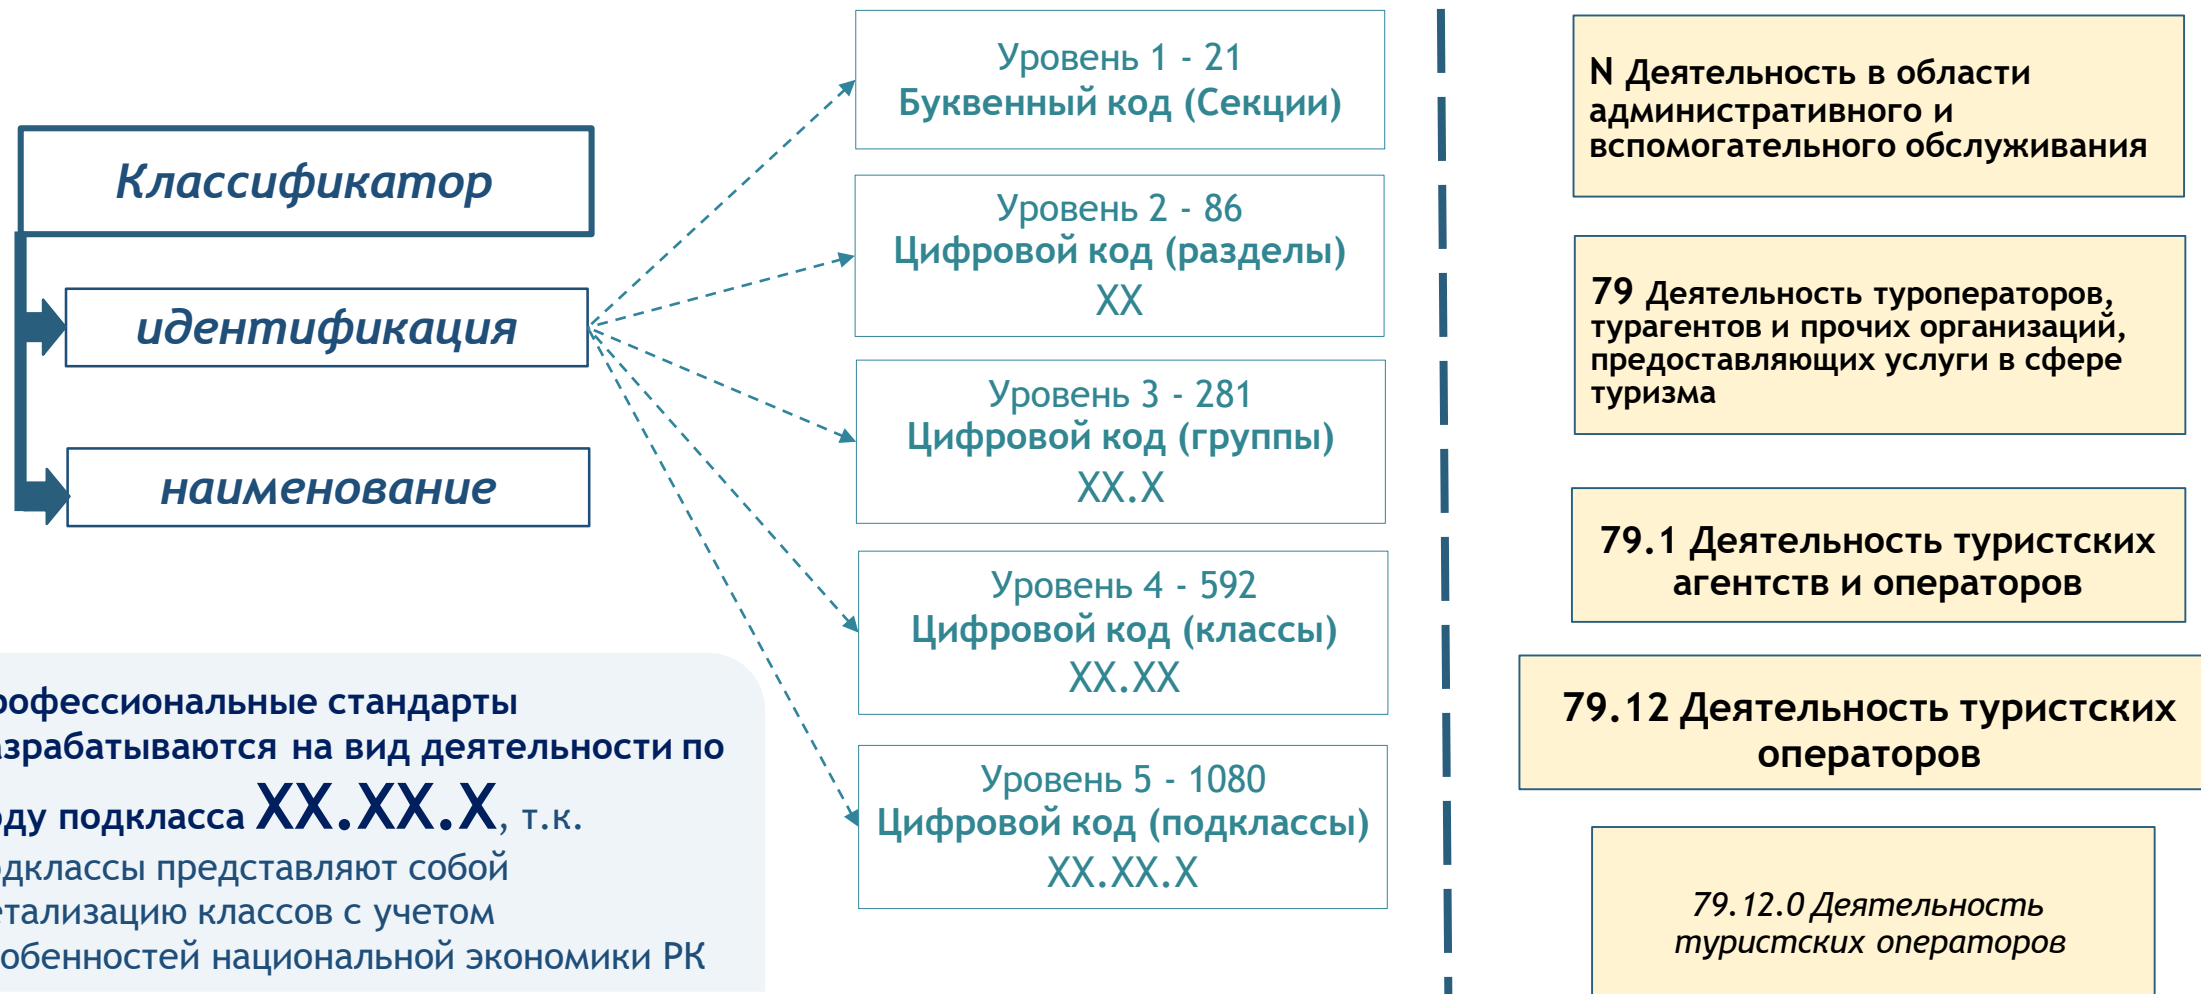 Классификатор
идентификация
наименование
рофессиональные стандарты
зрабатываются на вид деятельности по
ду подкласса XX.XX.X, т.к.
дклассы представляют собой
тализацию классов с учетом
обенностей национальной экономики РК
Уровень 1 - 21
Буквенный код (Секции)
Уровень 2 - 86
Цифровой код (разделы)
XX
Уровень 3 - 281
Цифровой код (группы)
XX.X
Уровень 4 - 592
Цифровой код (классы)
XX.XX
Уровень 5 - 1080
Цифровой код (подклассы)
XX.XX.X
N Деятельность в области
административного и
вспомогательного обслуживания
79 Деятельность туроператоров,
турагентов и прочих организаций,
предоставляющих услуги в сфере
туризма
79.1 Деятельность туристских
агентств и операторов
79.12 Деятельность туристских
операторов
79.12.0 Деятельность
туристских операторов